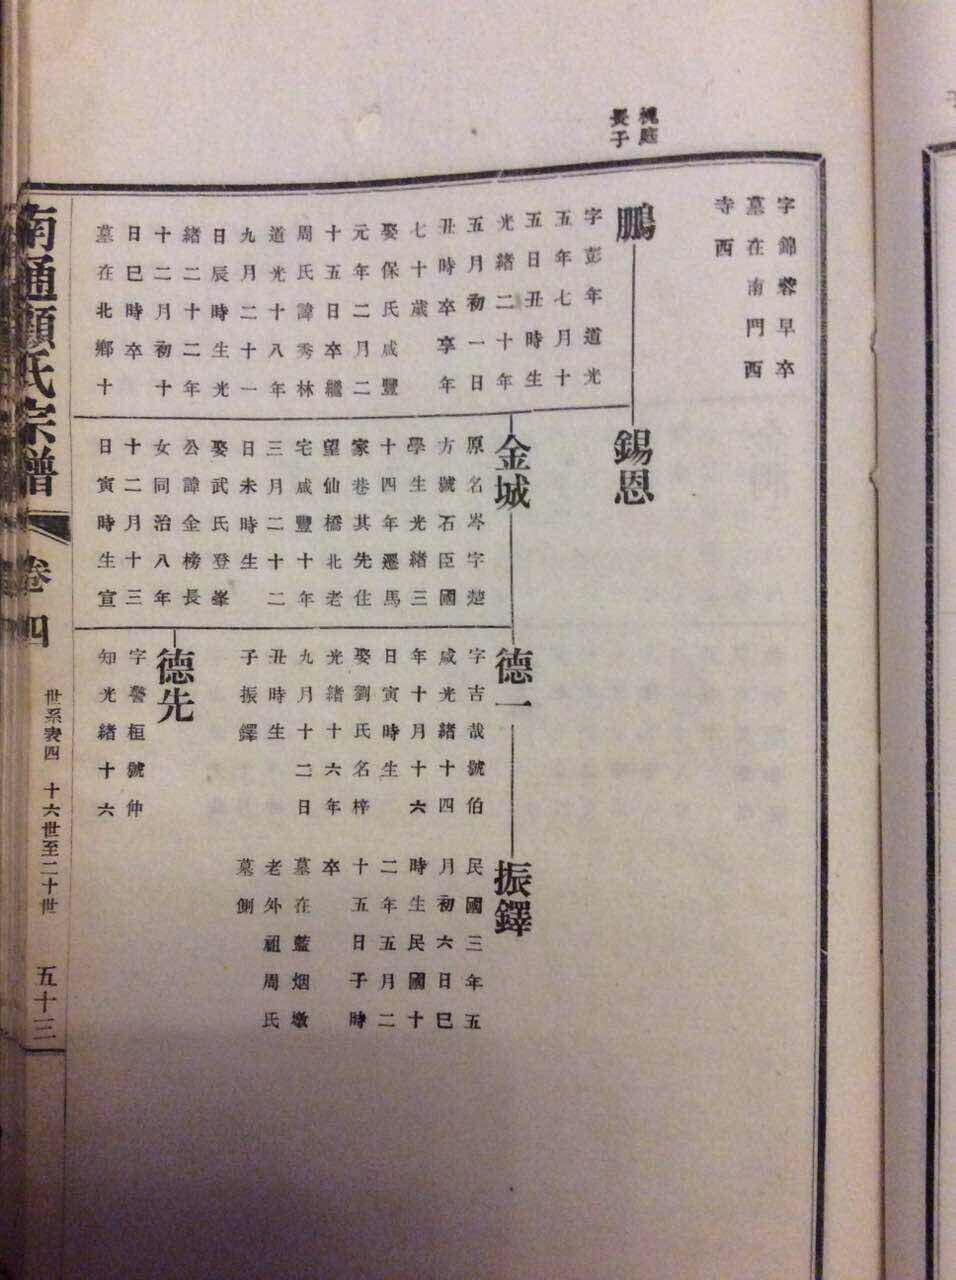 槐庭
長子
字錦蓉早卒
墓在南門西
寺西
鵬
字彭年道光
五年七月十
五日丑時生
光緒二十年
五月初一日
丑時卒享年
七十歲
娶保氏咸豐
元年二月二
十五日卒繼
周氏諱秀林
道光十八年
九月二十一
日辰時生光
緒二十二年
十二月初十
日巳時卒
墓在北鄉十
錫恩
金城
原名岑字楚
方號石臣國
學生光緒三
十四年遷馬
家巷其先住
望仙橋北老
宅咸豐十年
三月二十二
日未時生
娶武氏登峯
公諱金榜長
女同治八年
十二月十三
日寅時生宣
德一
字吉哉號伯
咸光緒十四
年十月十六
日寅時生
娶劉氏名梓
光緒十六年
九月十二日
丑時生
子振鐸
德先
字警桓號仲
知光緒十六
振鐸
民國三年五
月初六日巳
時生民國十
二年五月二
十五日子時
卒
墓在藍烟墩
老外祖周氏
墓側
南通顧氏宗譜
卷四
世系表四 十六世至二十世
五十三